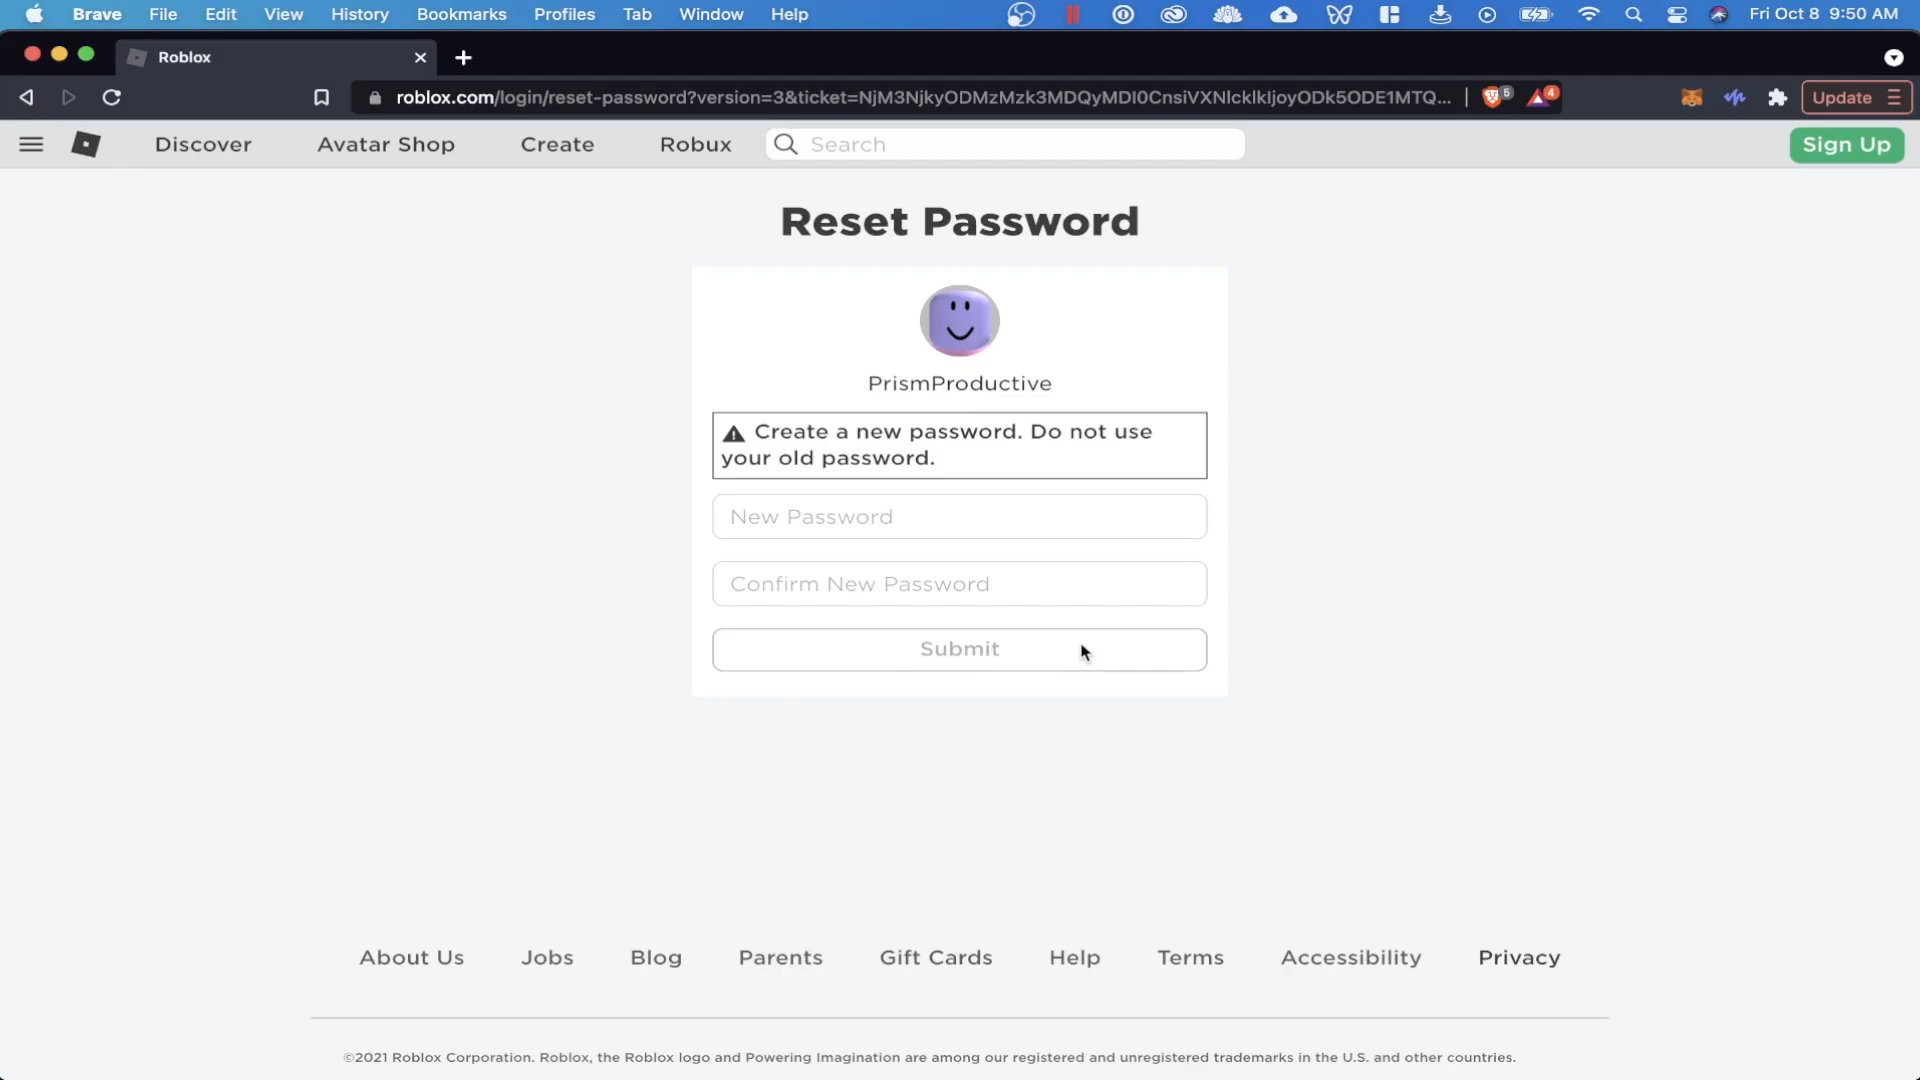 Brave File Edit View History Bookmarks Profiles Tab Window Help Fri Oct 8 9:50 AM
Roblox
roblox.com/login/reset-password?version=3&ticket=NjM3NjkyODMzMzk3MDQyMDI0CnsiVXNlcklkIjoyODk5ODE1MTQ... 5 4 Update
Discover Avatar Shop Create Robux Search Sign Up
Reset Password
PrismProductive
Create a new password. Do not use
your old password.
New Password
Confirm New Password
Submit
About Us Jobs Blog Parents Gift Cards Help Terms Accessibility Privacy
©2021 Roblox Corporation. Roblox, the Roblox logo and Powering Imagination are among our registered and unregistered trademarks in the U.S. and other countries.